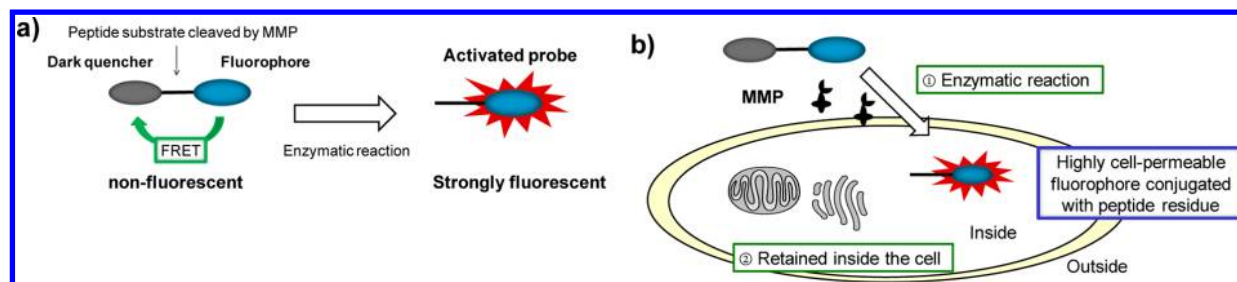 a)
Peptide substrate cleaved by MMP
Dark quencher
Fluorophore
FRET
non-fluorescent
Enzymatic reaction
Activated probe
Strongly fluorescent
b)
MMP
① Enzymatic reaction
Highly cell-permeable
fluorophore conjugated
with peptide residue
Inside
② Retained inside the cell
Outside